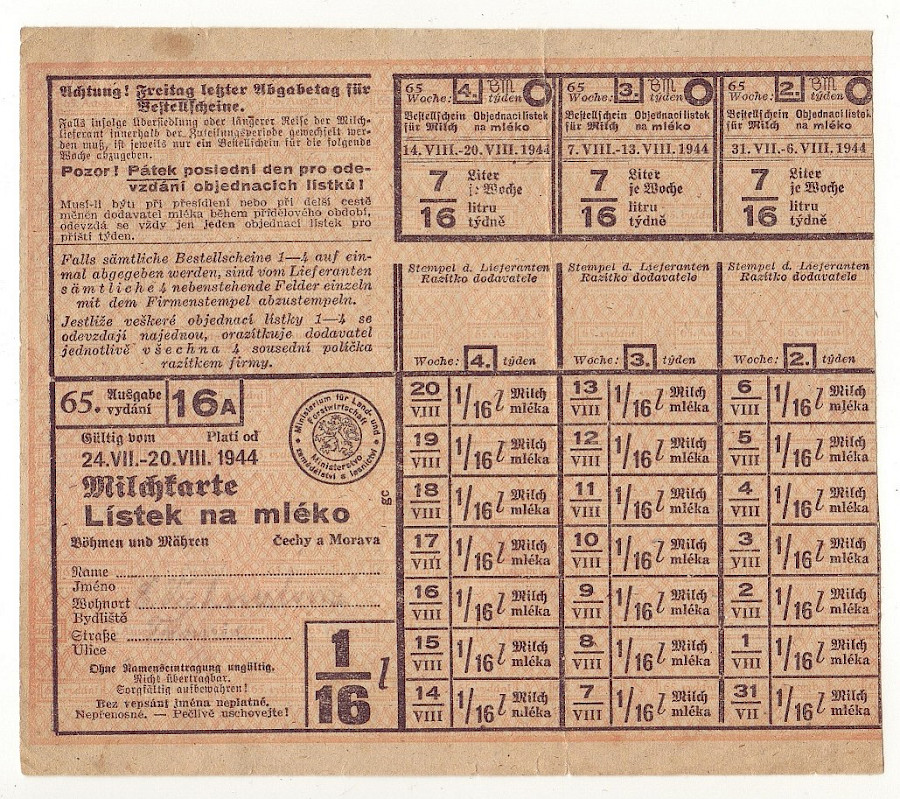 Achtung! Freitag letzter Abgabetag für
Bestellscheine.
Falls infolge Übersiedlung oder längerer Reise der Milch-
lieferant innerhalb der Zuteilungsperiode gewechselt wer-
den muß, ist jeweils nur ein Bestellschein für die folgende
Woche abzugeben.
Pozor! Pátek poslední den pro ode-
vzdání objednacích lístků!
Musí-li býti při přesídlení nebo při delší cestě
měněn dodavatel mléka během přídělového období,
odevzdá se vždy jen jeden objednací lístek pro
příští týden.
Falls sämtliche Bestellscheine 1—4 auf ein-
mal abgegeben werden, sind vom Lieferanten
sämtliche 4 nebenstehende Felder einzeln
mit dem Firmenstempel abzustempeln.
Jestliže veškeré objednací lístky 1—4 se
odevzdají najednou, orazítkuje dodavatel
jednotlivě všechna 4 sousední políčka
razítkem firmy.
65. Ausgabe vydání 16A
Gültig vom Platí od
24.VII.-20.VIII. 1944
Milchkarte
Lístek na mléko
Böhmen und Mähren Čechy a Morava
Ministerium für Land- und Forstwirtschaft
Ministerstvo zemědělství a lesnictví
gc
Name
Jméno
Wohnort
Bydliště
Straße
Ulice
Ohne Namenseintragung ungültig.
Nicht übertragbar.
Sorgfältig aufbewahren!
Bez vepsání jména neplatné.
Nepřenosné. — Pečlivě uschovejte!
1/16 l
65 Woche: 4. BM týden
Bestellschein für Milch Objednací lístek na mléko
14.VIII.-20.VIII. 1944
7/16 Liter je Woche litrů týdně
65 Woche: 3. BM týden
Bestellschein für Milch Objednací lístek na mléko
7.VIII.-13.VIII. 1944
7/16 Liter je Woche litrů týdně
65 Woche: 2. BM týden
Bestellschein für Milch Objednací lístek na mléko
31.VII.-6.VIII. 1944
7/16 Liter je Woche litrů týdně
Stempel d. Lieferanten
Razítko dodavatele
Woche: 4. týden
Stempel d. Lieferanten
Razítko dodavatele
Woche: 3. týden
Stempel d. Lieferanten
Razítko dodavatele
Woche: 2. týden
20 VIII 1/16 l Milch mléka 13 VIII 1/16 l Milch mléka 6 VIII 1/16 l Milch mléka
19 VIII 1/16 l Milch mléka 12 VIII 1/16 l Milch mléka 5 VIII 1/16 l Milch mléka
18 VIII 1/16 l Milch mléka 11 VIII 1/16 l Milch mléka 4 VIII 1/16 l Milch mléka
17 VIII 1/16 l Milch mléka 10 VIII 1/16 l Milch mléka 3 VIII 1/16 l Milch mléka
16 VIII 1/16 l Milch mléka 9 VIII 1/16 l Milch mléka 2 VIII 1/16 l Milch mléka
15 VIII 1/16 l Milch mléka 8 VIII 1/16 l Milch mléka 1 VIII 1/16 l Milch mléka
14 VIII 1/16 l Milch mléka 7 VIII 1/16 l Milch mléka 31 VII 1/16 l Milch mléka